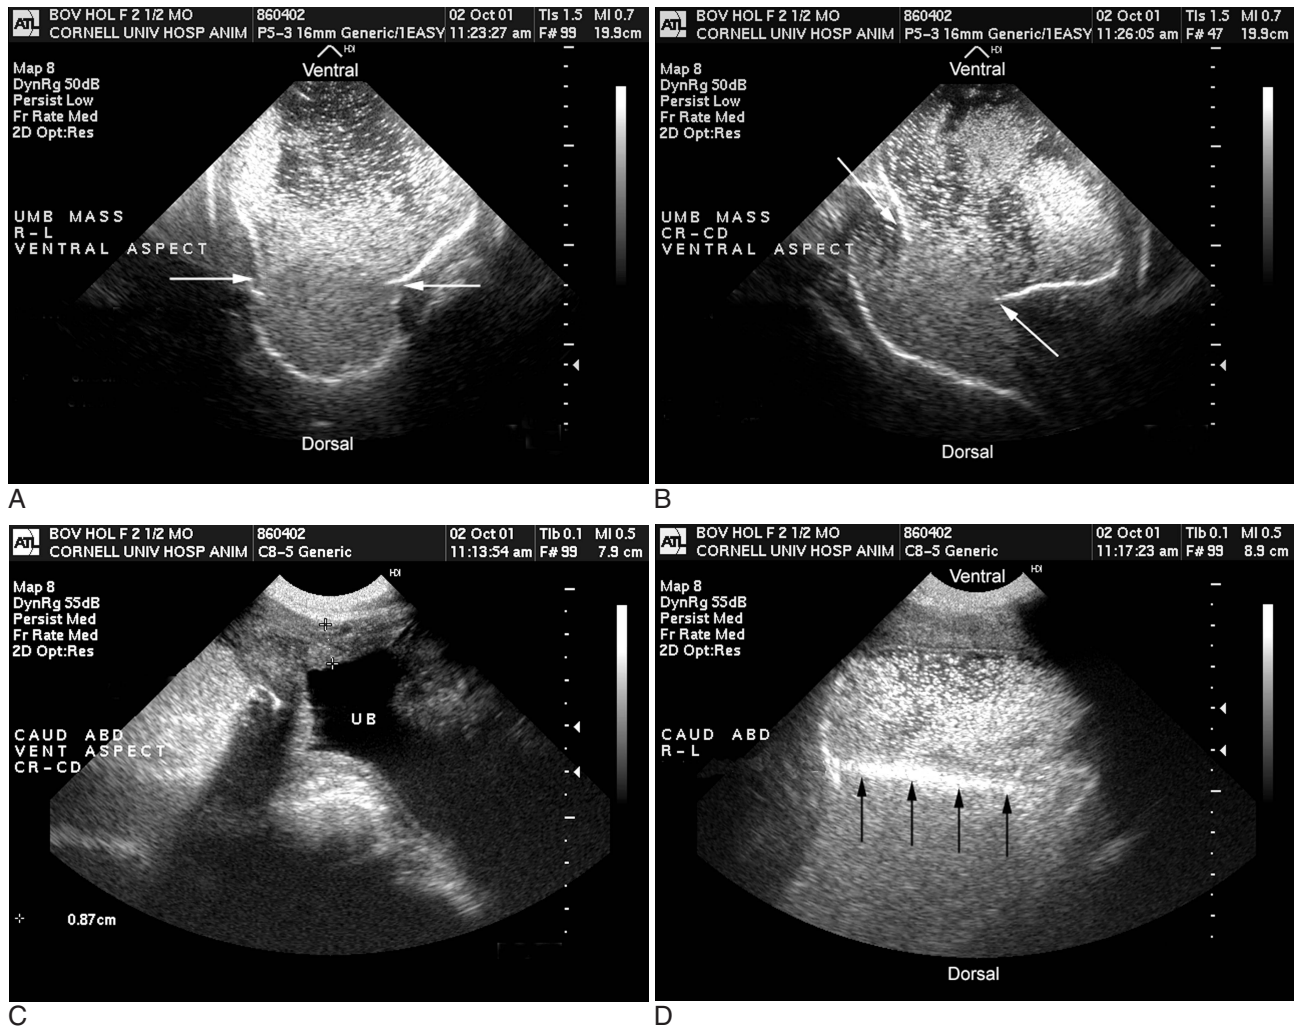 ATL
BOV HOL F 2 1/2 MO 860402 02 Oct 01 TIs 1.5 MI 0.7
CORNELL UNIV HOSP ANIM P5-3 16mm Generic/1EASY 11:23:27 am F# 99 19.9cm
HDI
Ventral
Map 8
DynRg 50dB
Persist Low
Fr Rate Med
2D Opt:Res
UMB MASS
R-L
VENTRAL ASPECT
Dorsal
A
ATL
BOV HOL F 2 1/2 MO 860402 02 Oct 01 TIs 1.5 MI 0.7
CORNELL UNIV HOSP ANIM P5-3 16mm Generic/1EASY 11:26:05 am F# 47 19.9cm
HDI
Ventral
Map 8
DynRg 50dB
Persist Low
Fr Rate Med
2D Opt:Res
UMB MASS
CR-CD
VENTRAL ASPECT
Dorsal
B
ATL
BOV HOL F 2 1/2 MO 860402 02 Oct 01 TIb 0.1 MI 0.5
CORNELL UNIV HOSP ANIM C8-5 Generic 11:13:54 am F# 99 7.9 cm
HDI
Map 8
DynRg 55dB
Persist Med
Fr Rate Med
2D Opt:Res
UB
CAUD ABD
VENT ASPECT
CR-CD
0.87cm
C
ATL
BOV HOL F 2 1/2 MO 860402 02 Oct 01 TIb 0.1 MI 0.5
CORNELL UNIV HOSP ANIM C8-5 Generic 11:17:23 am F# 99 8.9 cm
HDI
Ventral
Map 8
DynRg 55dB
Persist Med
Fr Rate Med
2D Opt:Res
CAUD ABD
R-L
Dorsal
D